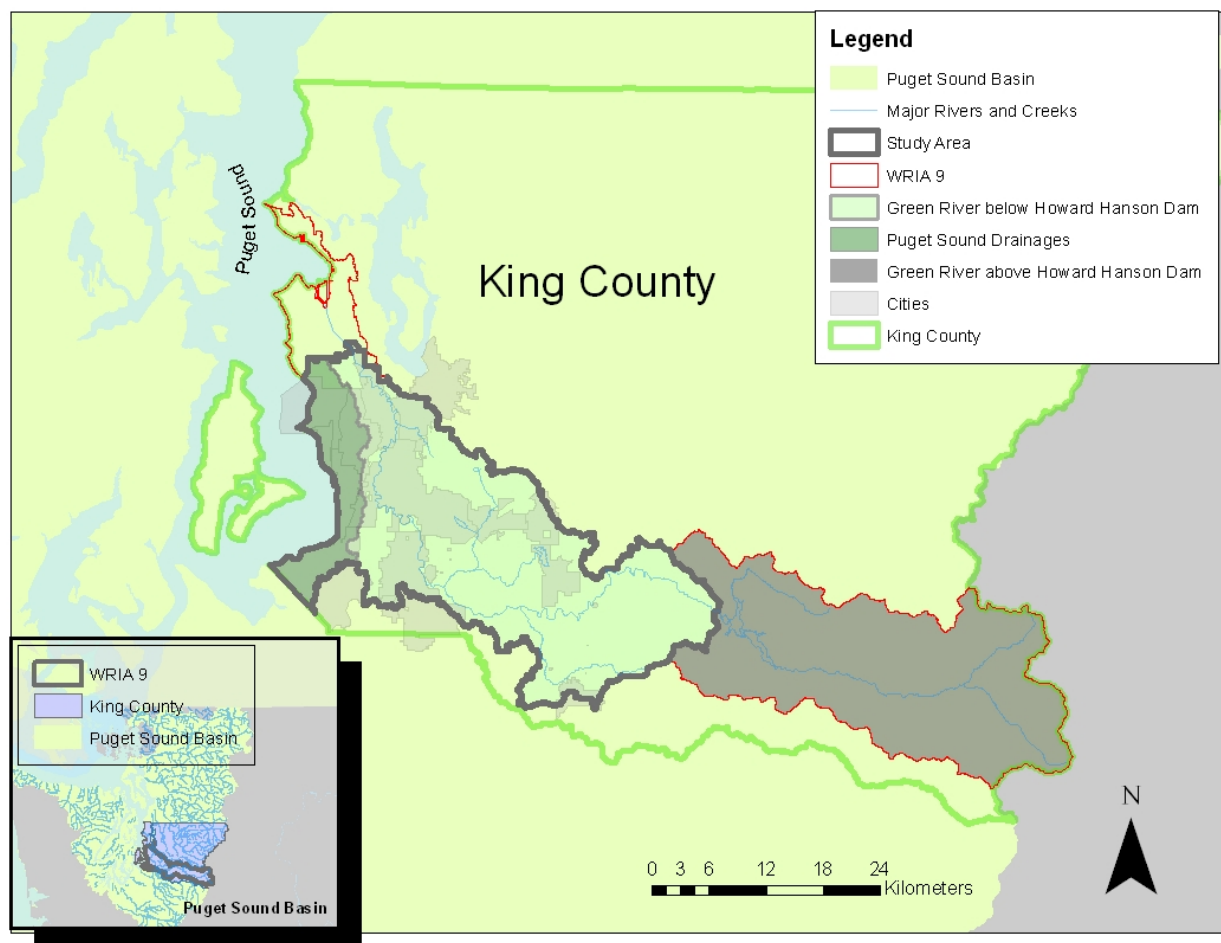 Legend
Puget Sound Basin
Major Rivers and Creeks
Study Area
WRIA 9
Green River below Howard Hanson Dam
Puget Sound Drainages
Green River above Howard Hanson Dam
Cities
King County
Puget Sound
King County
WRIA 9
King County
Puget Sound Basin
Puget Sound Basin
N
0 3 6 12 18 24
Kilometers